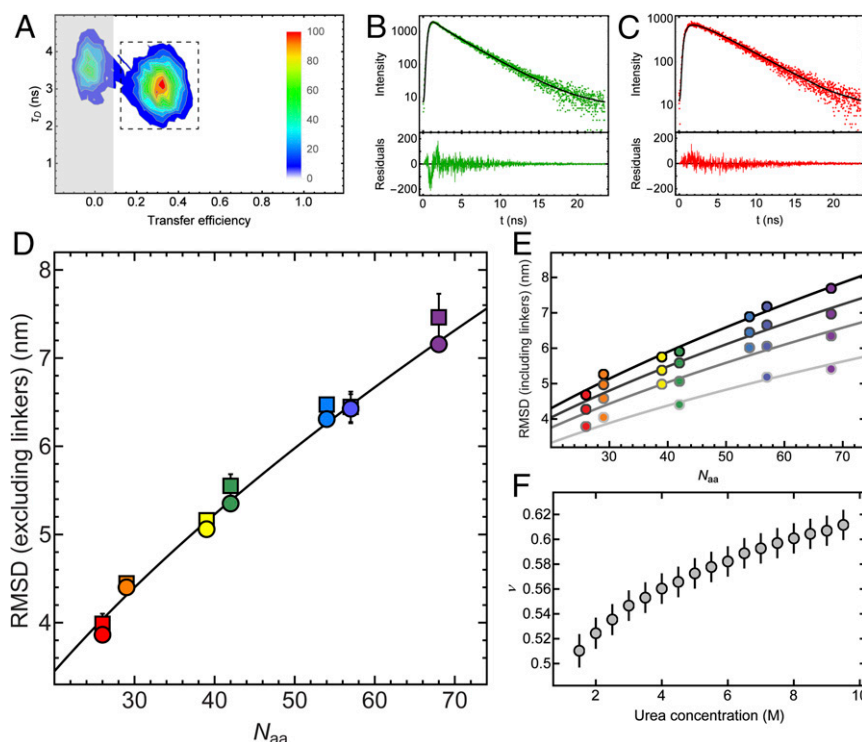 A
τD (ns)
5
4
3
2
1
0.0 0.2 0.4 0.6 0.8 1.0
Transfer efficiency
100
80
60
40
20
0
B
Intensity
1000
100
10
Residuals
200
0
−200
0 5 10 15 20
t (ns)
C
Intensity
1000
100
10
Residuals
200
0
−200
0 5 10 15 20
t (ns)
D
RMSD (excluding linkers) (nm)
8
7
6
5
4
30 40 50 60 70
Naa
E
RMSD (including linkers) (nm)
8
7
6
5
4
30 40 50 60 70
Naa
F
ν
0.62
0.6
0.58
0.56
0.54
0.52
0.5
2 4 6 8 10
Urea concentration (M)